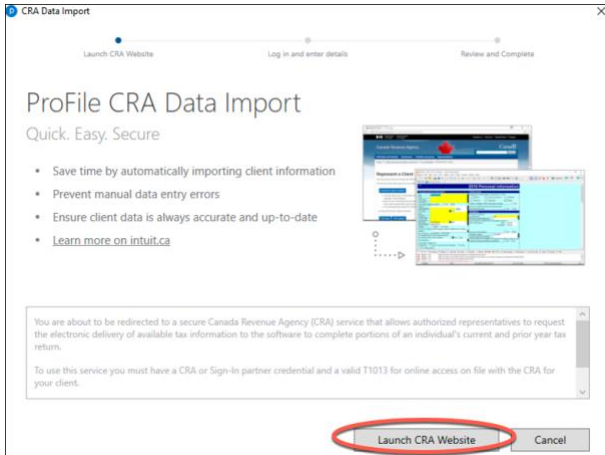 CRA Data Import
Launch CRA Website
Log in and enter details
Review and Complete
ProFile CRA Data Import
Quick. Easy. Secure
• Save time by automatically importing client information
• Prevent manual data entry errors
• Ensure client data is always accurate and up-to-date
• Learn more on intuit.ca
Canada Revenue Agency
Canada
Represent a Client
2016 Personal Information
You are about to be redirected to a secure Canada Revenue Agency (CRA) service that allows authorized representatives to request
the electronic delivery of available tax information to the software to complete portions of an individual's current and prior year tax
return.
To use this service you must have a CRA or Sign-In partner credential and a valid T1013 for online access on file with the CRA for
your client.
Launch CRA Website
Cancel